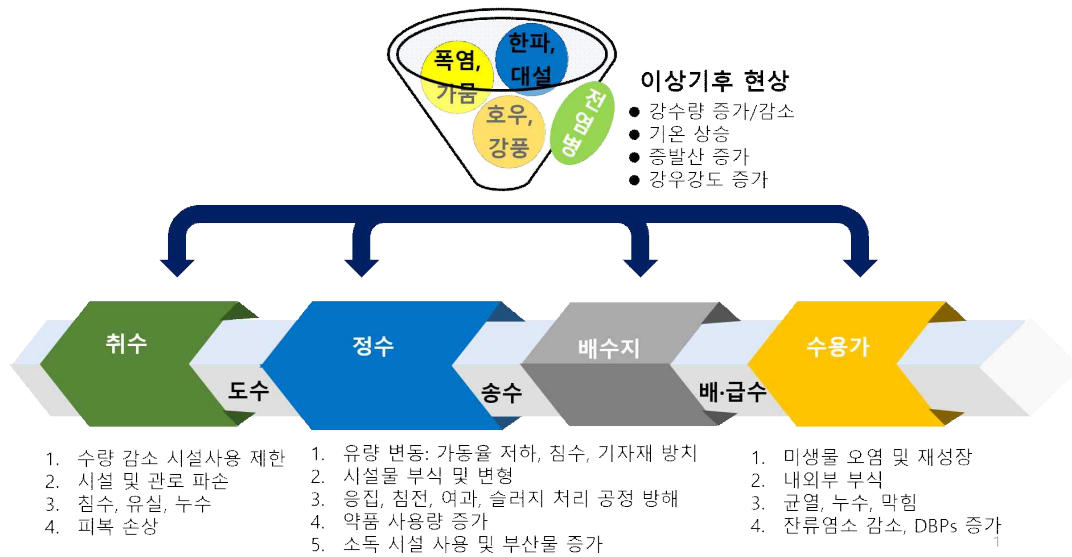 폭염,
가뭄
한파,
대설
호우,
강풍
전염병
이상기후 현상
● 강수량 증가/감소
● 기온 상승
● 증발산 증가
● 강우강도 증가
취수
도수
정수
송수
배수지
배·급수
수용가
1. 수량 감소 시설사용 제한
2. 시설 및 관로 파손
3. 침수, 유실, 누수
4. 피복 손상
1. 유량 변동: 가동율 저하, 침수, 기자재 방치
2. 시설물 부식 및 변형
3. 응집, 침전, 여과, 슬러지 처리 공정 방해
4. 약품 사용량 증가
5. 소독 시설 사용 및 부산물 증가
1. 미생물 오염 및 재성장
2. 내외부 부식
3. 균열, 누수, 막힘
4. 잔류염소 감소, DBPs 증가
1